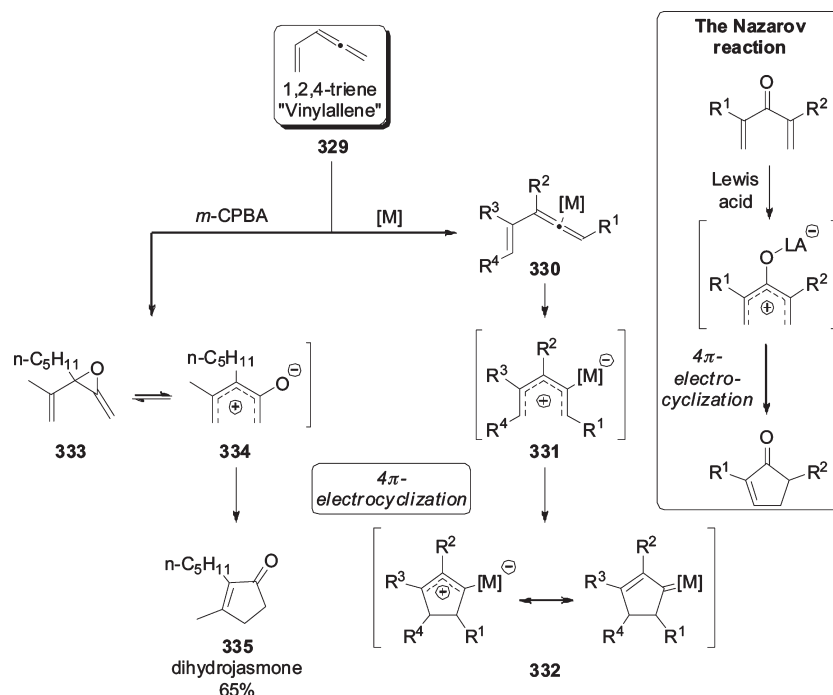 1,2,4-triene
"Vinylallene"
329
m-CPBA
[M]
R²
R³
[M]
R¹
R⁴
330
n-C₅H₁₁
O
333
n-C₅H₁₁
O
⊖
⊕
334
R²
R³
[M]
⊖
⊕
R⁴
R¹
331
4π-
electrocyclization
n-C₅H₁₁
O
335
dihydrojasmone
65%
R²
R³
[M]
⊖
⊕
R⁴
R¹
R²
R³
[M]
R⁴
R¹
332
The Nazarov
reaction
O
R¹
R²
Lewis
acid
⊖
O
LA
R¹
R²
⊕
4π-
electro-
cyclization
O
R¹
R²